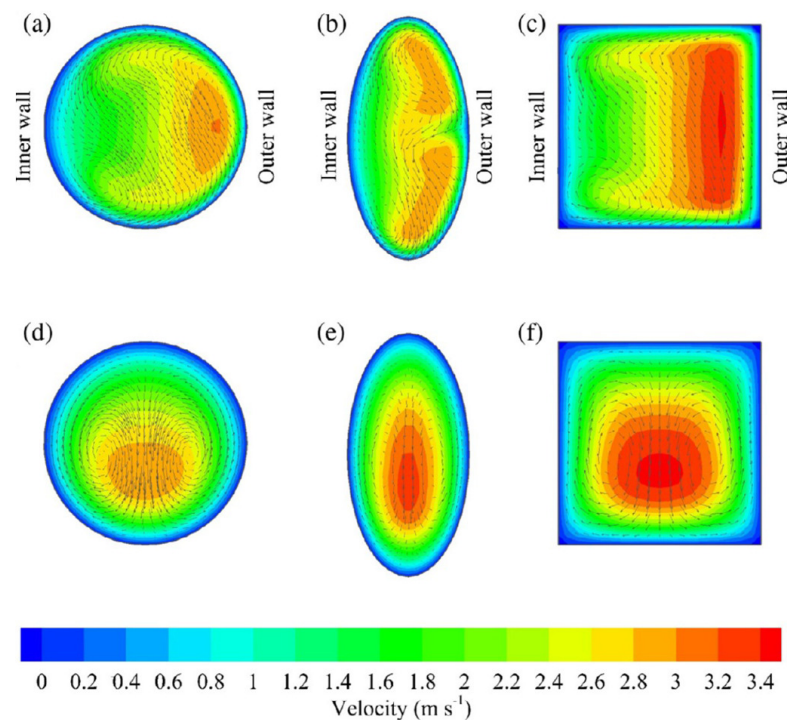 (a) (b) (c)
Inner wall Outer wall Inner wall Outer wall Inner wall Outer wall
(d) (e) (f)
0 0.2 0.4 0.6 0.8 1 1.2 1.4 1.6 1.8 2 2.2 2.4 2.6 2.8 3 3.2 3.4
Velocity (m s⁻¹)